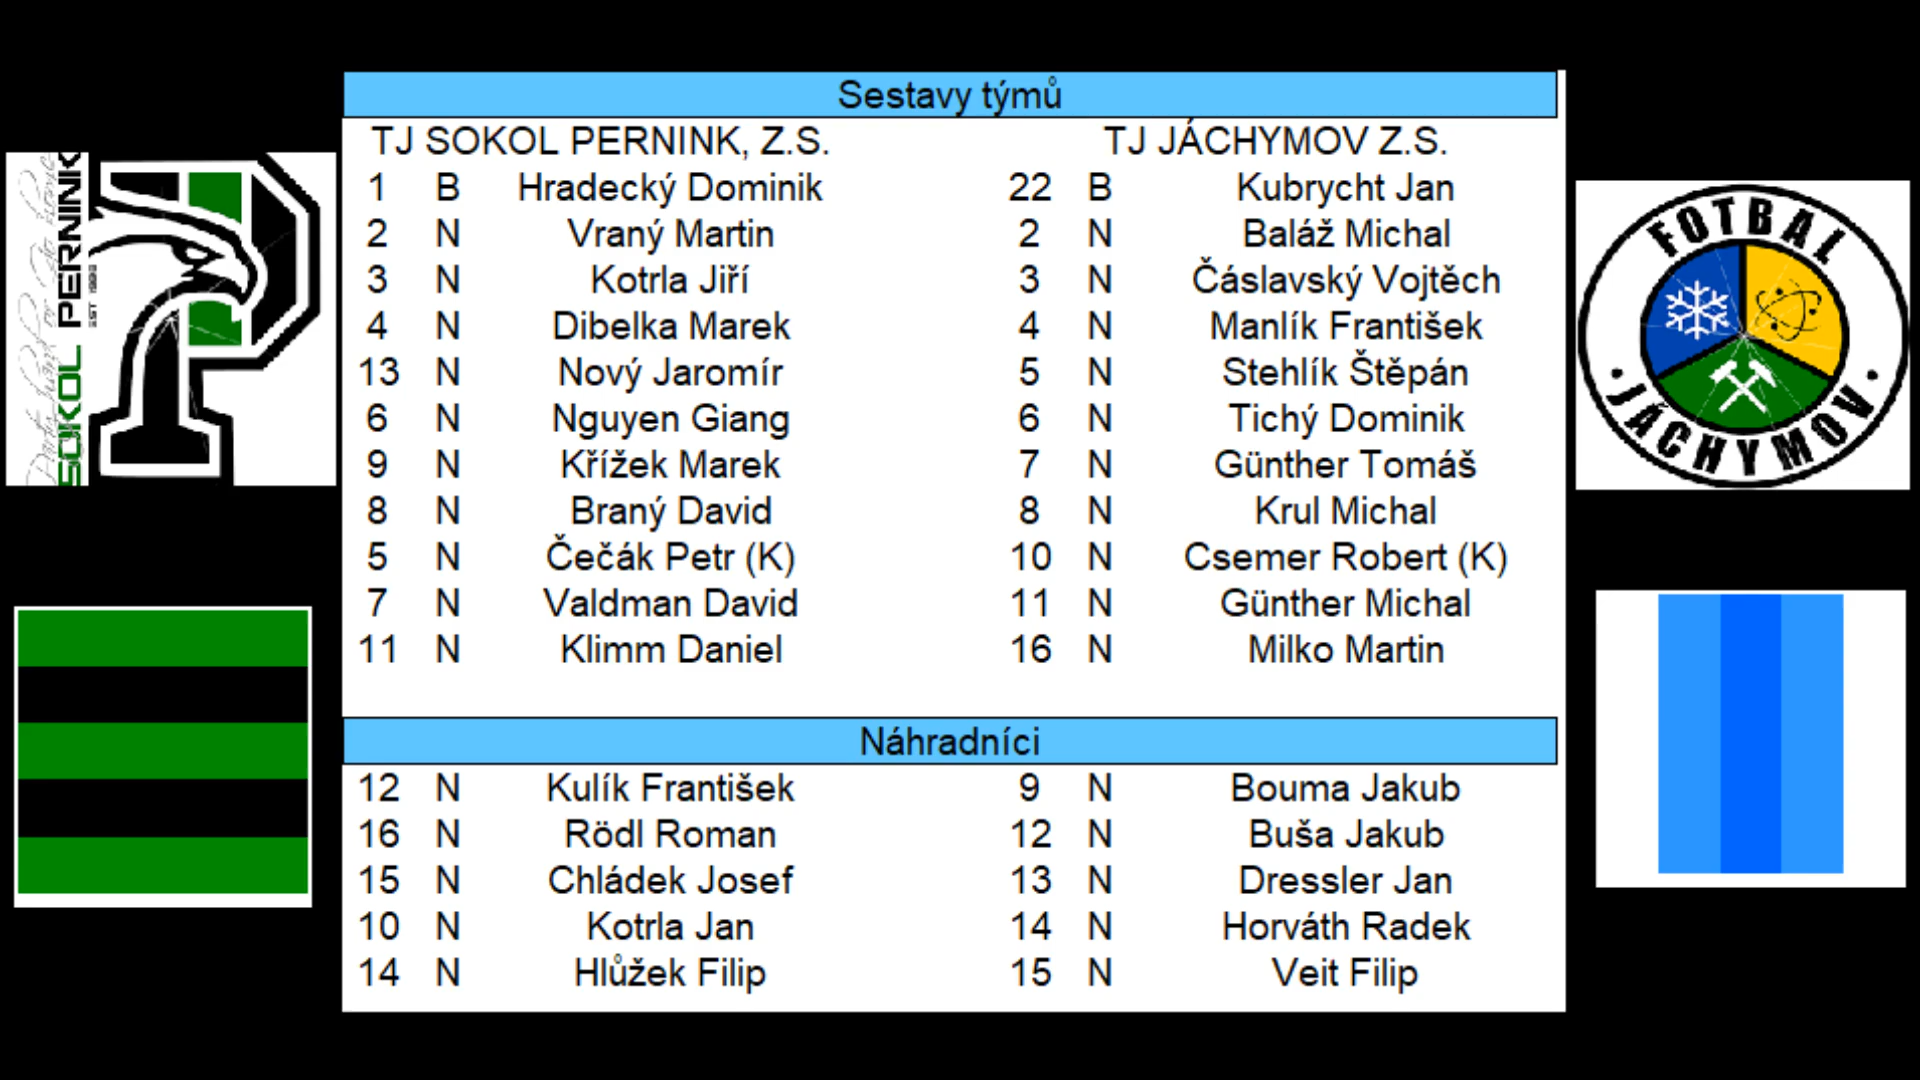 Sestavy týmů
TJ SOKOL PERNINK, Z.S. TJ JÁCHYMOV Z.S.
1 B Hradecký Dominik 22 B Kubrycht Jan
2 N Vraný Martin 2 N Baláž Michal
3 N Kotrla Jiří 3 N Čáslavský Vojtěch
4 N Dibelka Marek 4 N Manlík František
13 N Nový Jaromír 5 N Stehlík Štěpán
6 N Nguyen Giang 6 N Tichý Dominik
9 N Křížek Marek 7 N Günther Tomáš
8 N Braný David 8 N Krul Michal
5 N Čečák Petr (K) 10 N Csemer Robert (K)
7 N Valdman David 11 N Günther Michal
11 N Klimm Daniel 16 N Milko Martin
Náhradníci
12 N Kulík František 9 N Bouma Jakub
16 N Rödl Roman 12 N Buša Jakub
15 N Chládek Josef 13 N Dressler Jan
10 N Kotrla Jan 14 N Horváth Radek
14 N Hlůžek Filip 15 N Veit Filip
SOKOL PERNINK
FOTBAL
JÁCHYMOV